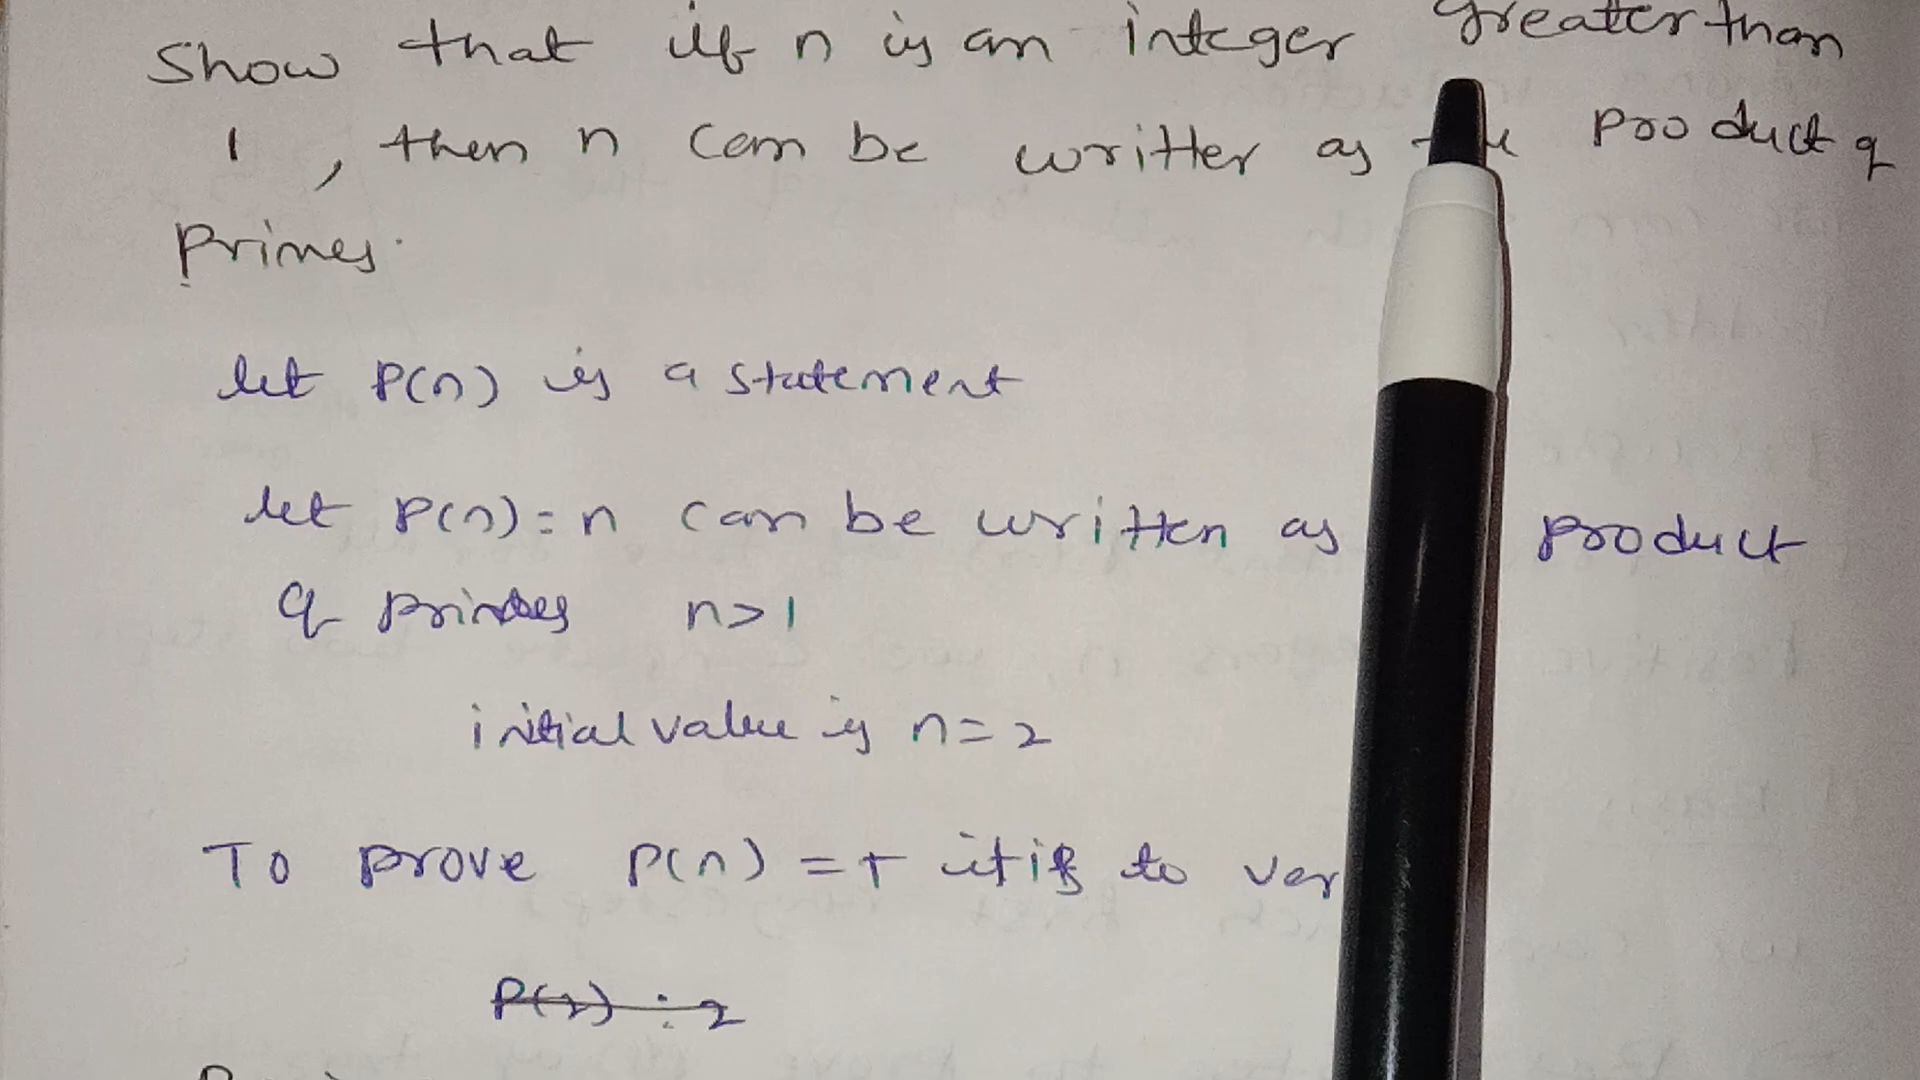 Show that if n is an integer greater than
1, then n can be written as the product of
primes.
let P(n) is a statement
let P(n) = n can be written as product
of primes n>1
initial value is n=2
To prove P(n) = T it is to ver
P(2) : 2